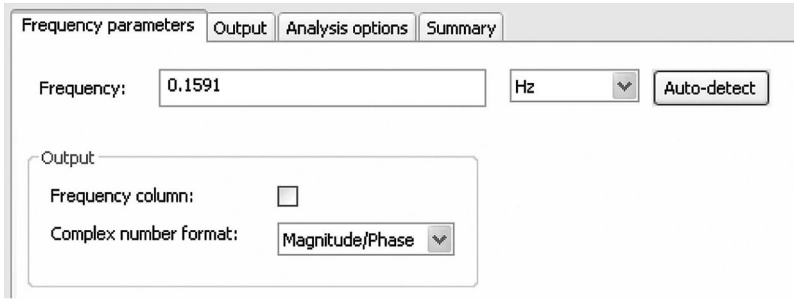 Frequency parameters Output Analysis options Summary
Frequency: 0.1591 Hz Auto-detect
Output
Frequency column:
Complex number format: Magnitude/Phase